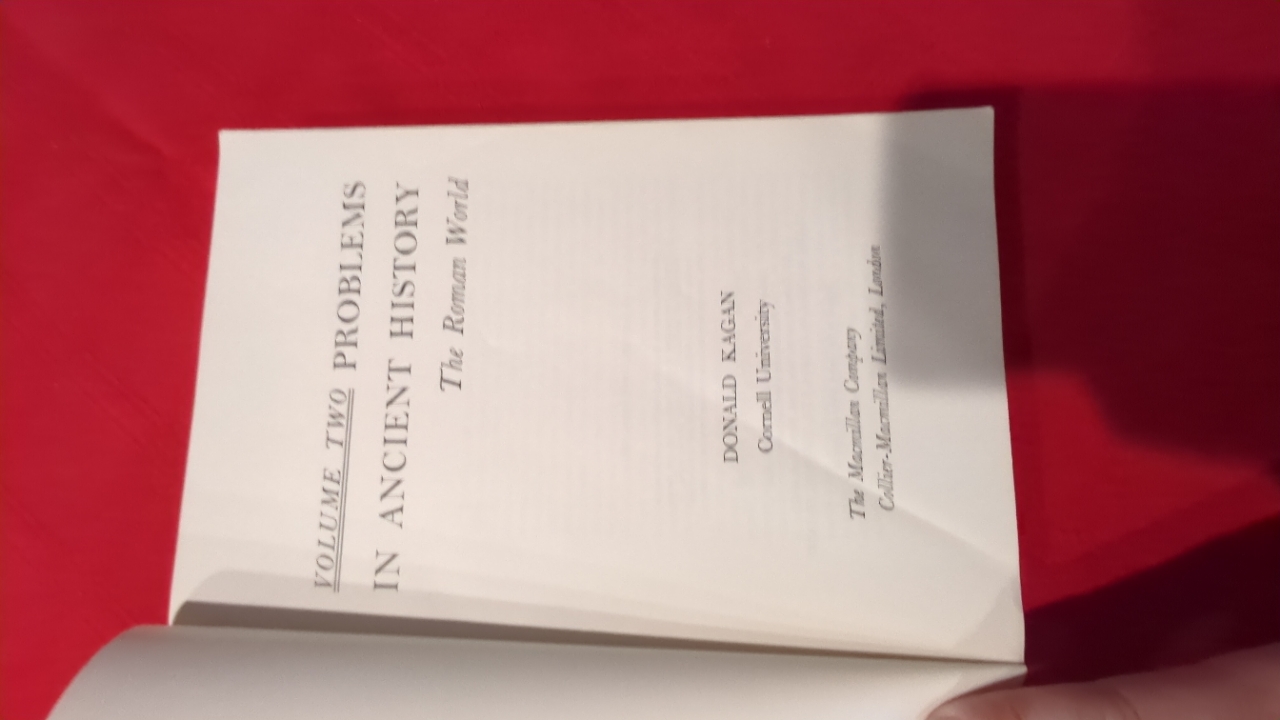 VOLUME TWO PROBLEMS
IN ANCIENT HISTORY
The Roman World
DONALD KAGAN
Cornell University
The Macmillan Company
Collier-Macmillan Limited, London